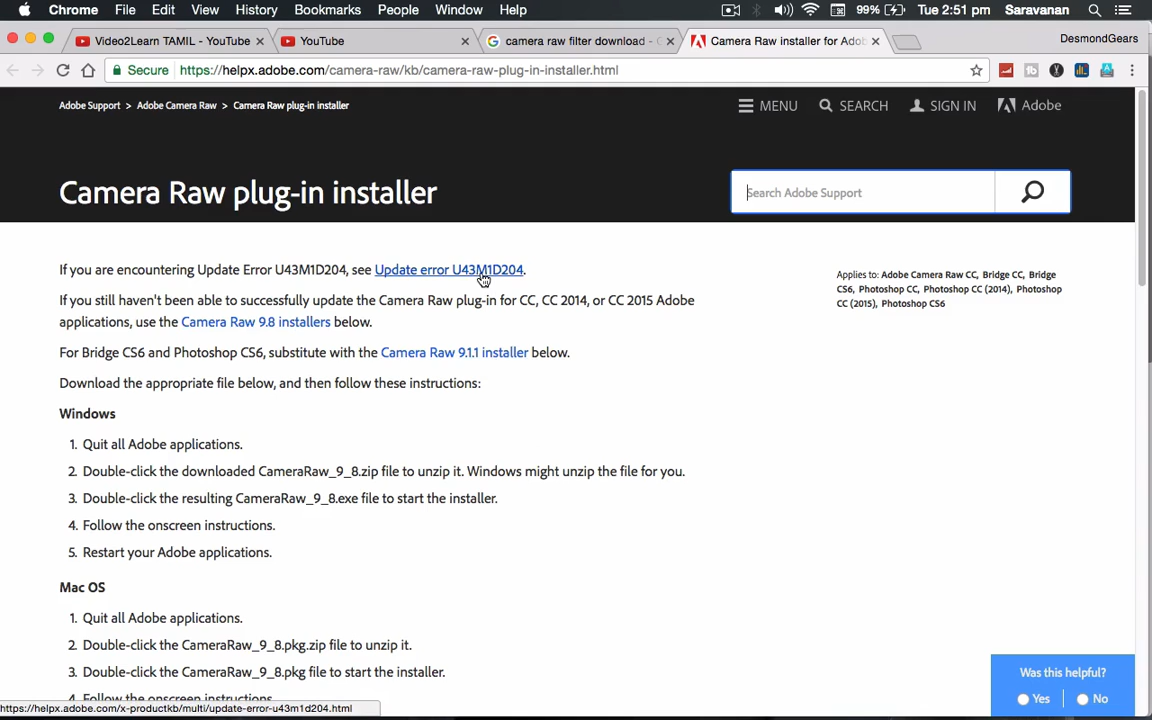 Chrome File Edit View History Bookmarks People Window Help 99% Tue 2:51 pm Saravanan
Video2Learn TAMIL - YouTube YouTube camera raw filter download - Camera Raw installer for Adob DesmondGears
Secure https://helpx.adobe.com/camera-raw/kb/camera-raw-plug-in-installer.html
Adobe Support > Adobe Camera Raw > Camera Raw plug-in installer MENU SEARCH SIGN IN Adobe
Camera Raw plug-in installer
Search Adobe Support
If you are encountering Update Error U43M1D204, see Update error U43M1D204.
If you still haven't been able to successfully update the Camera Raw plug-in for CC, CC 2014, or CC 2015 Adobe
applications, use the Camera Raw 9.8 installers below.
For Bridge CS6 and Photoshop CS6, substitute with the Camera Raw 9.1.1 installer below.
Download the appropriate file below, and then follow these instructions:
Applies to: Adobe Camera Raw CC, Bridge CC, Bridge
CS6, Photoshop CC, Photoshop CC (2014), Photoshop
CC (2015), Photoshop CS6
Windows
1. Quit all Adobe applications.
2. Double-click the downloaded CameraRaw_9_8.zip file to unzip it. Windows might unzip the file for you.
3. Double-click the resulting CameraRaw_9_8.exe file to start the installer.
4. Follow the onscreen instructions.
5. Restart your Adobe applications.
Mac OS
1. Quit all Adobe applications.
2. Double-click the CameraRaw_9_8.pkg.zip file to unzip it.
3. Double-click the CameraRaw_9_8.pkg file to start the installer.
4. Follow the onscreen instructions.
Was this helpful?
Yes No
https://helpx.adobe.com/x-productkb/multi/update-error-u43m1d204.html